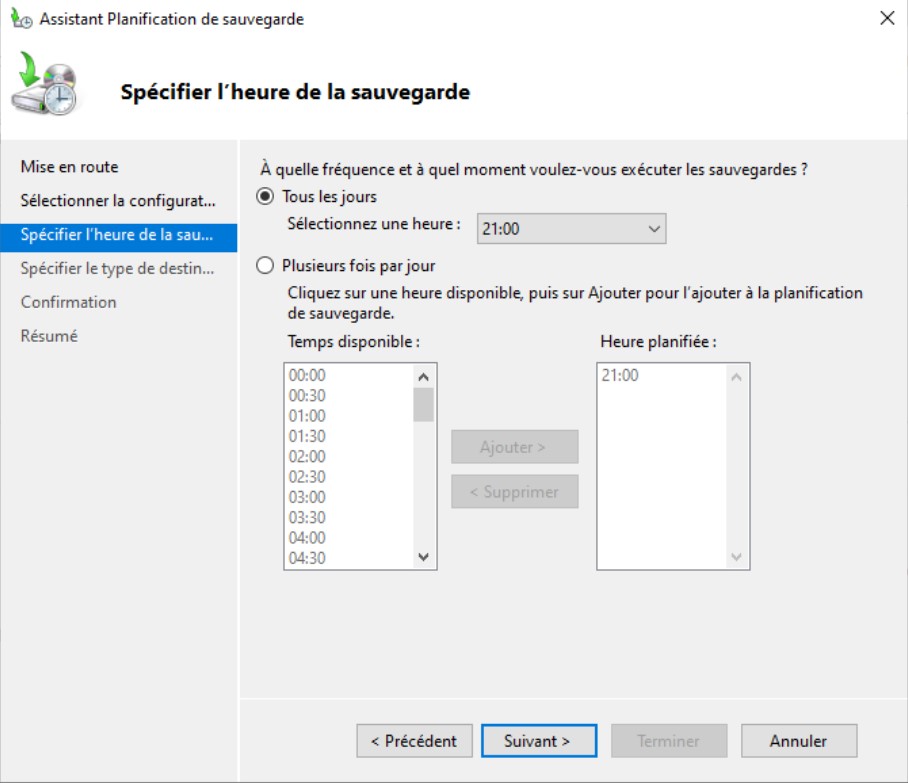 Assistant Planification de sauvegarde
Spécifier l'heure de la sauvegarde
Mise en route
Sélectionner la configurat...
Spécifier l'heure de la sau...
Spécifier le type de destin...
Confirmation
Résumé
À quelle fréquence et à quel moment voulez-vous exécuter les sauvegardes ?
Tous les jours
Sélectionnez une heure : 21:00
Plusieurs fois par jour
Cliquez sur une heure disponible, puis sur Ajouter pour l'ajouter à la planification
de sauvegarde.
Temps disponible :
00:00
00:30
01:00
01:30
02:00
02:30
03:00
03:30
04:00
04:30
Ajouter >
< Supprimer
Heure planifiée :
21:00
< Précédent
Suivant >
Terminer
Annuler